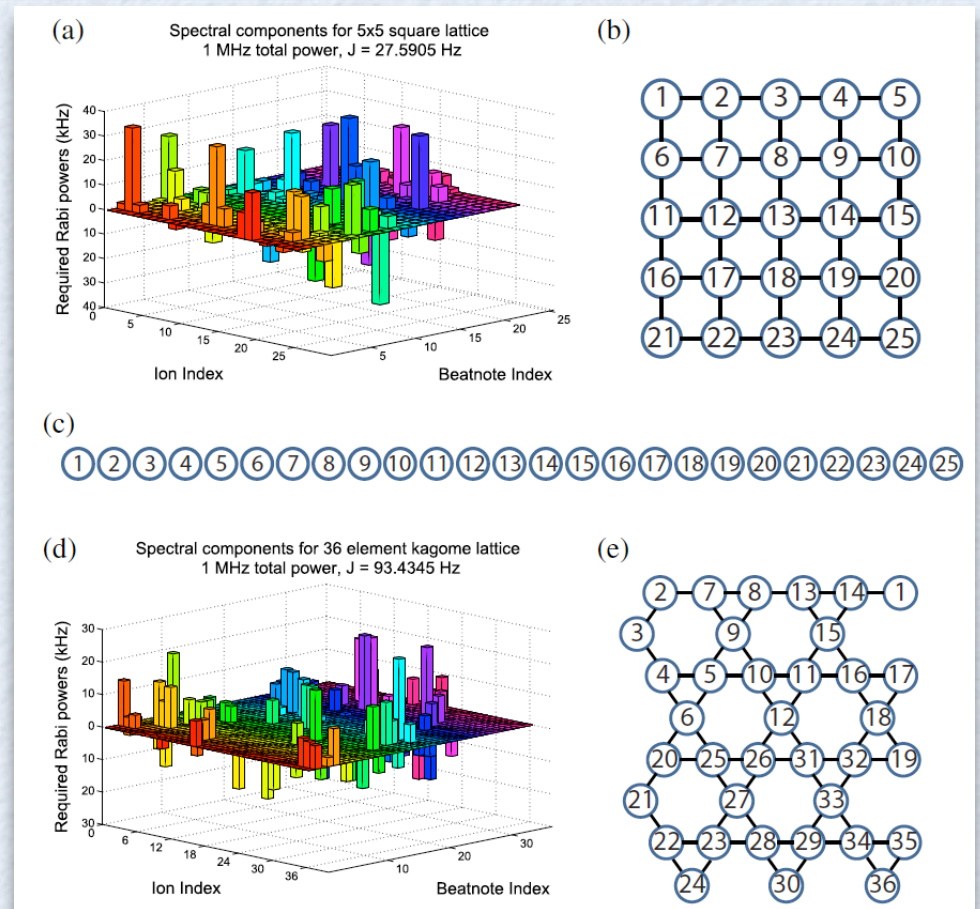 (a)
Spectral components for 5x5 square lattice
1 MHz total power, J = 27.5905 Hz
Required Rabi powers (kHz)
40
30
20
10
0
10
20
30
40
0
5
10
15
20
25
Ion Index
5
10
15
20
25
Beatnote Index
(b)
1 2 3 4 5
6 7 8 9 10
11 12 13 14 15
16 17 18 19 20
21 22 23 24 25
(c)
1 2 3 4 5 6 7 8 9 10 11 12 13 14 15 16 17 18 19 20 21 22 23 24 25
(d)
Spectral components for 36 element kagome lattice
1 MHz total power, J = 93.4345 Hz
Required Rabi powers (kHz)
30
20
10
0
10
20
30
0
6
12
18
24
30
36
Ion Index
10
20
30
Beatnote Index
(e)
2 7 8 13 14 1
3 9 15
4 5 10 11 16 17
6 12 18
20 25 26 31 32 19
21 27 33
22 23 28 29 34 35
24 30 36